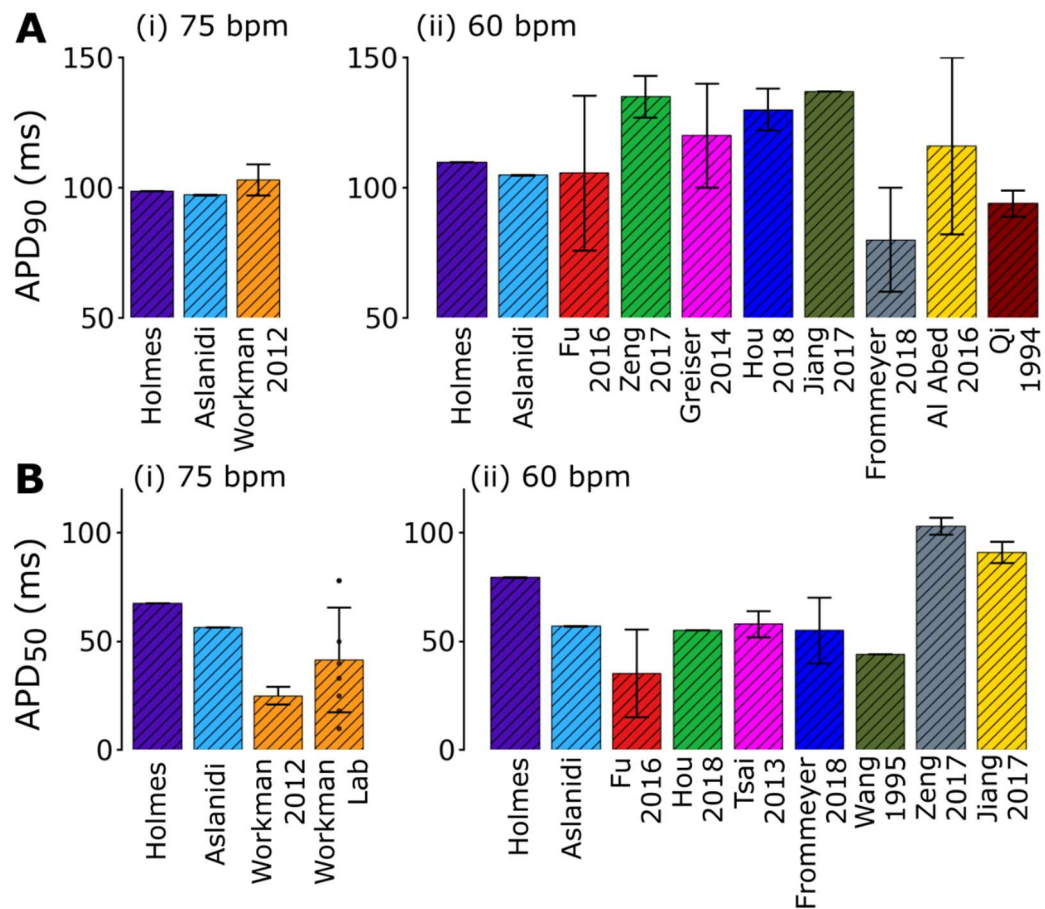 A
(i) 75 bpm
(ii) 60 bpm
APD90 (ms)
150
100
50
Holmes
Aslanidi
Workman
2012
150
100
50
Holmes
Aslanidi
Fu
2016
Zeng
2017
Greiser
2014
Hou
2018
Jiang
2017
Frommeyer
2018
Al Abed
2016
Qi
1994
B
(i) 75 bpm
(ii) 60 bpm
APD50 (ms)
100
50
0
Holmes
Aslanidi
Workman
2012
Workman
Lab
100
50
0
Holmes
Aslanidi
Fu
2016
Hou
2018
Tsai
2013
Frommeyer
2018
Wang
1995
Zeng
2017
Jiang
2017